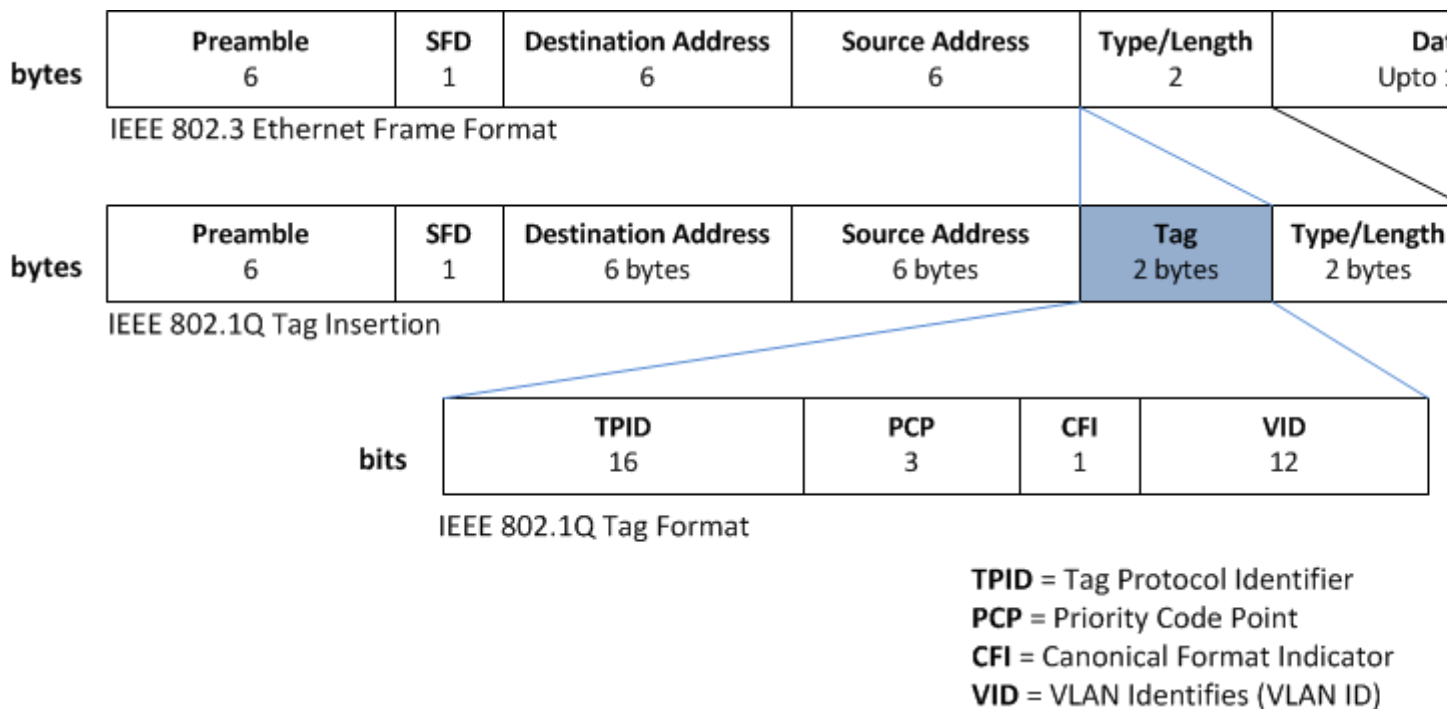 Preamble SFD Destination Address Source Address Type/Length
bytes 6 1 6 6 2 Upto
IEEE 802.3 Ethernet Frame Format
Preamble SFD Destination Address Source Address Tag Type/Length
bytes 6 1 6 bytes 6 bytes 2 bytes 2 bytes
IEEE 802.1Q Tag Insertion
TPID PCP CFI VID
bits 16 3 1 12
IEEE 802.1Q Tag Format
TPID = Tag Protocol Identifier
PCP = Priority Code Point
CFI = Canonical Format Indicator
VID = VLAN Identifies (VLAN ID)